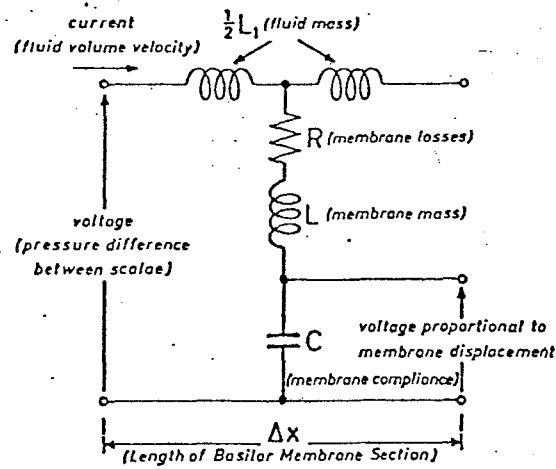 current
(fluid volume velocity)
½L₁ (fluid mass)
R (membrane losses)
L (membrane mass)
voltage
(pressure difference
between scalae)
C
(membrane compliance)
voltage proportional to
membrane displacement
Δx
(Length of Basilar Membrane Section)